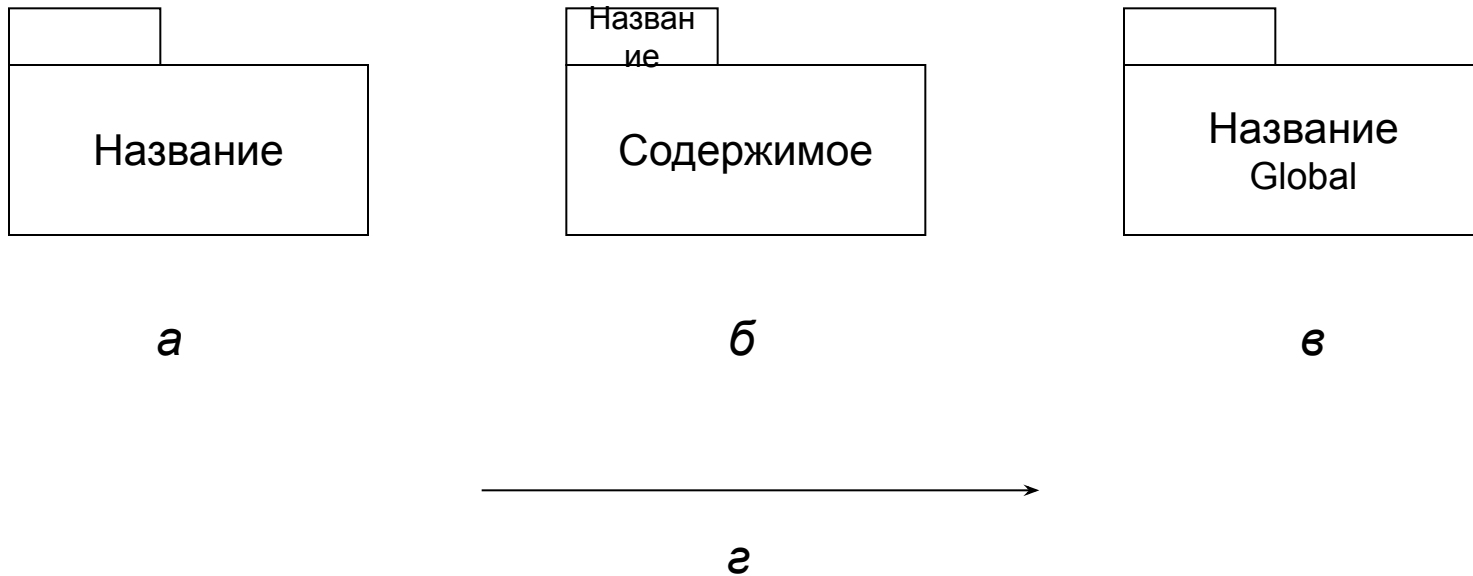 Назван
ие
Название
Содержимое
Название
Global
а
б
в
г